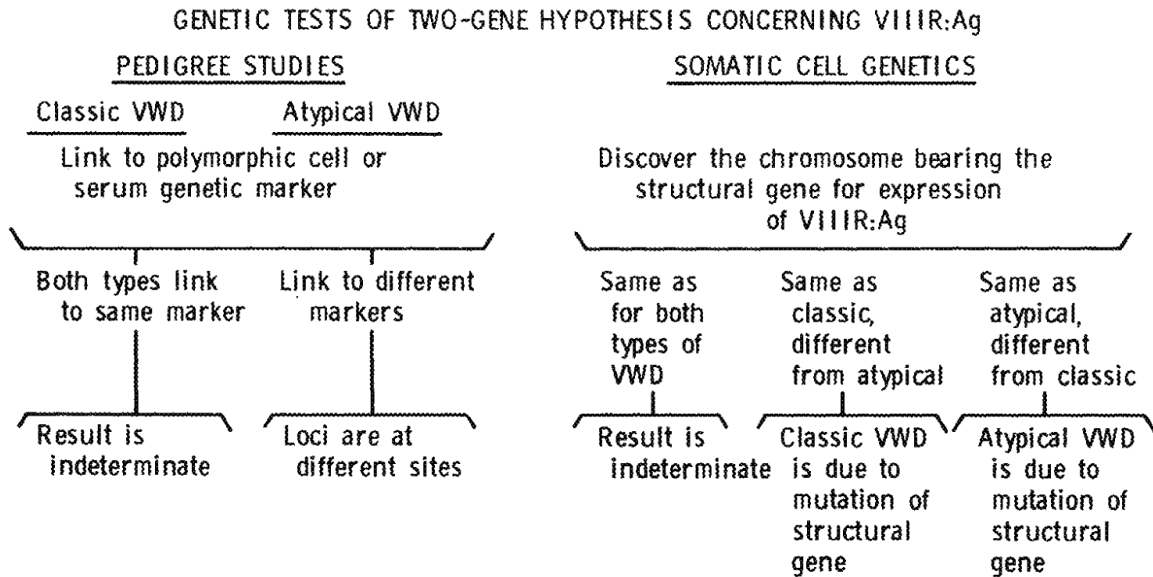 GENETIC TESTS OF TWO-GENE HYPOTHESIS CONCERNING VIIIR:Ag
PEDIGREE STUDIES
Classic VWD
Atypical VWD
Link to polymorphic cell or
serum genetic marker
Both types link
to same marker
Link to different
markers
Result is
indeterminate
Loci are at
different sites
SOMATIC CELL GENETICS
Discover the chromosome bearing the
structural gene for expression
of VIIIR:Ag
Same as
for both
types of
VWD
Same as
classic,
different
from atypical
Same as
atypical,
different
from classic
Result is
indeterminate
Classic VWD
is due to
mutation of
structural
gene
Atypical VWD
is due to
mutation of
structural
gene